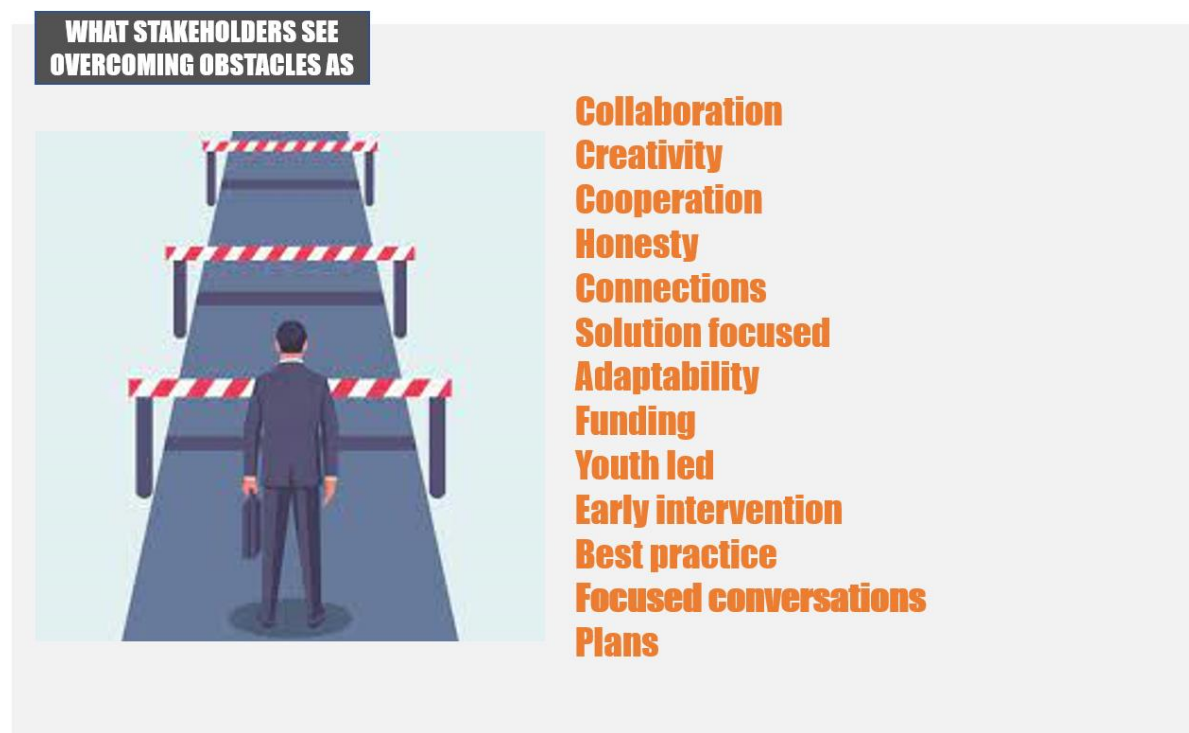 WHAT STAKEHOLDERS SEE
OVERCOMING OBSTACLES AS
Collaboration
Creativity
Cooperation
Honesty
Connections
Solution focused
Adaptability
Funding
Youth led
Early intervention
Best practice
Focused conversations
Plans